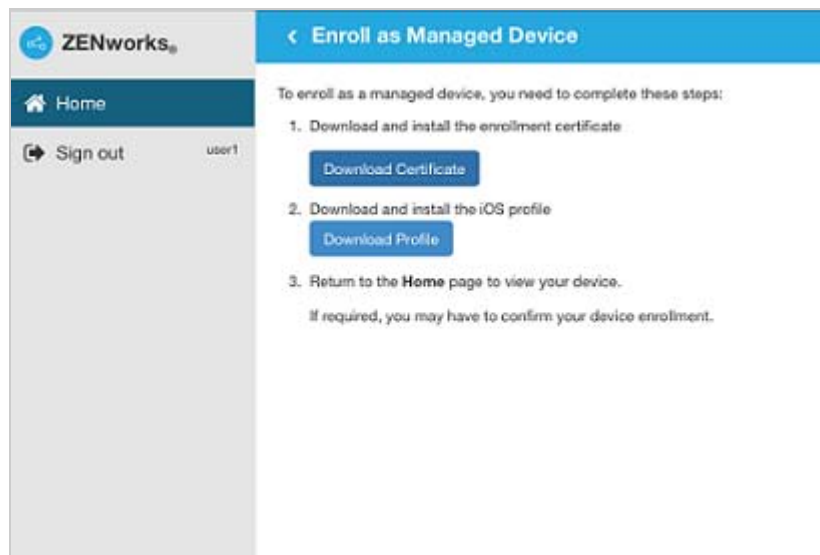 ZENworks®
Enroll as Managed Device
Home
Sign out user1
To enroll as a managed device, you need to complete these steps:
1. Download and install the enrollment certificate
Download Certificate
2. Download and install the iOS profile
Download Profile
3. Return to the Home page to view your device.
If required, you may have to confirm your device enrollment.